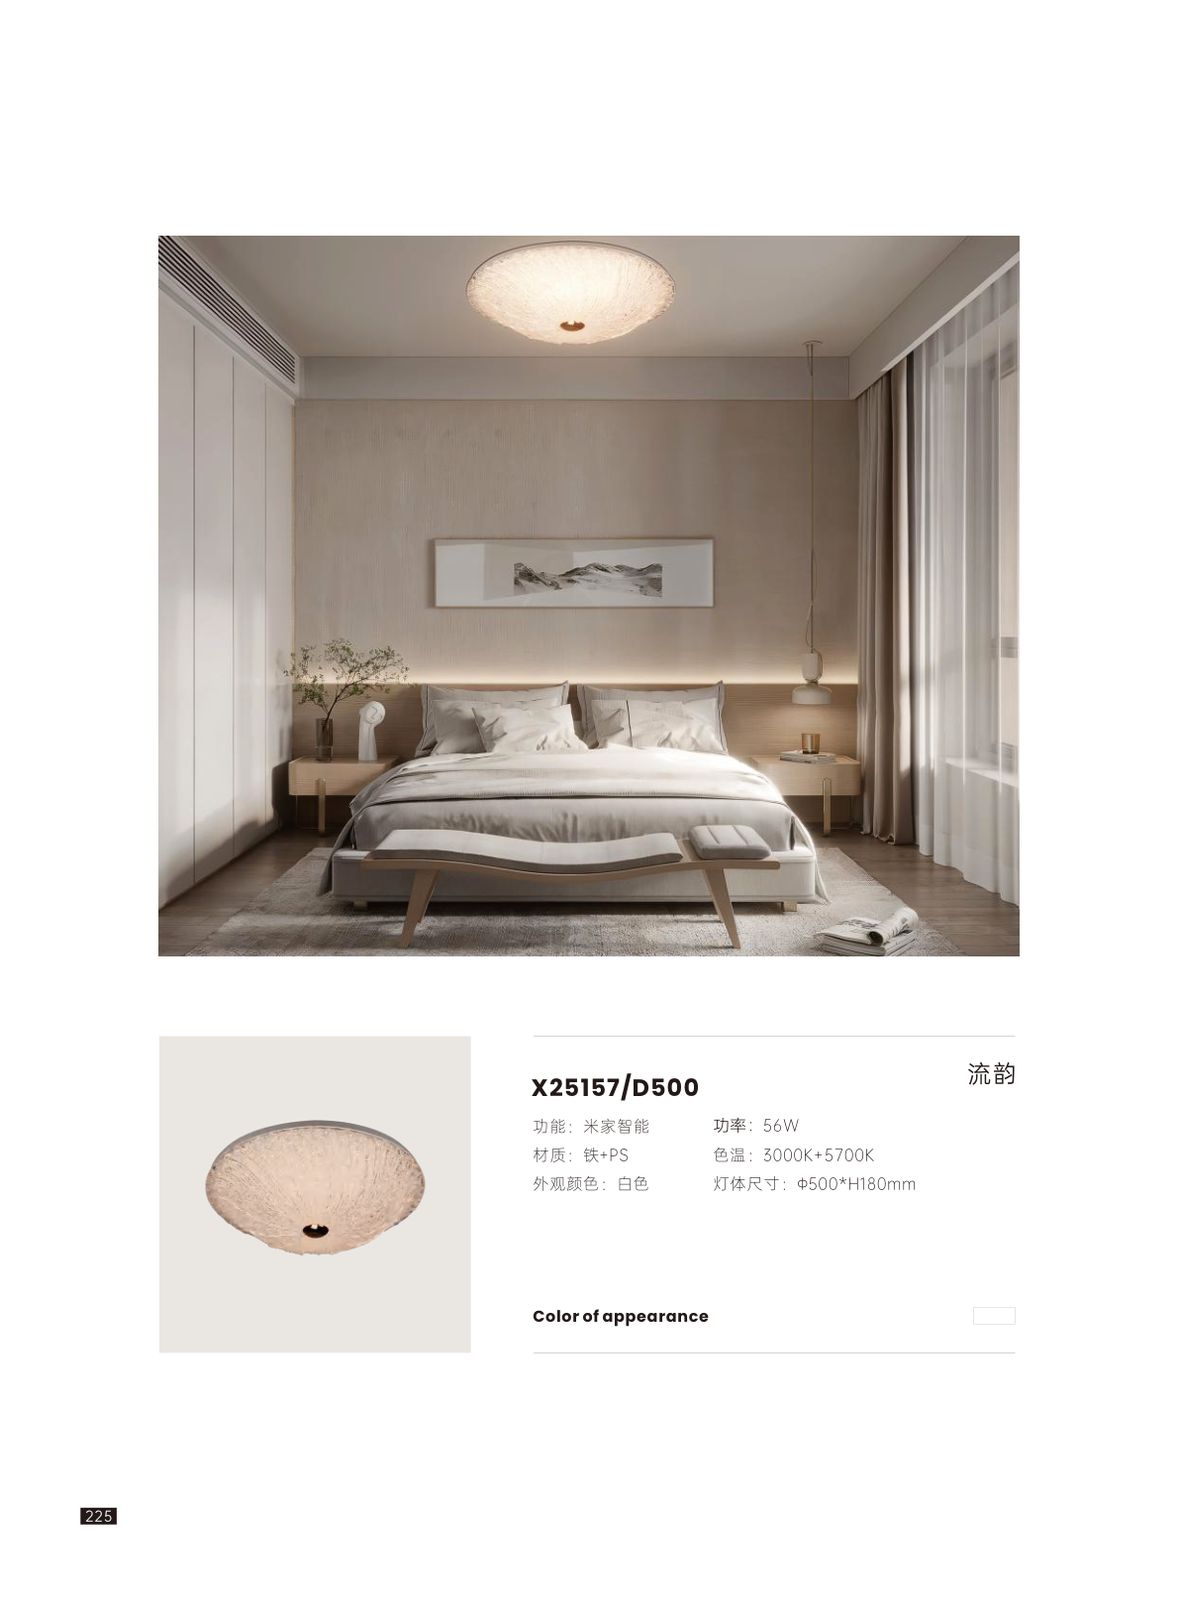 流韵
X25157/D500
功能：米家智能
功率：56W
材质：铁+PS
色温：3000K+5700K
外观颜色：白色
灯体尺寸：Φ500*H180mm
Color of appearance
225